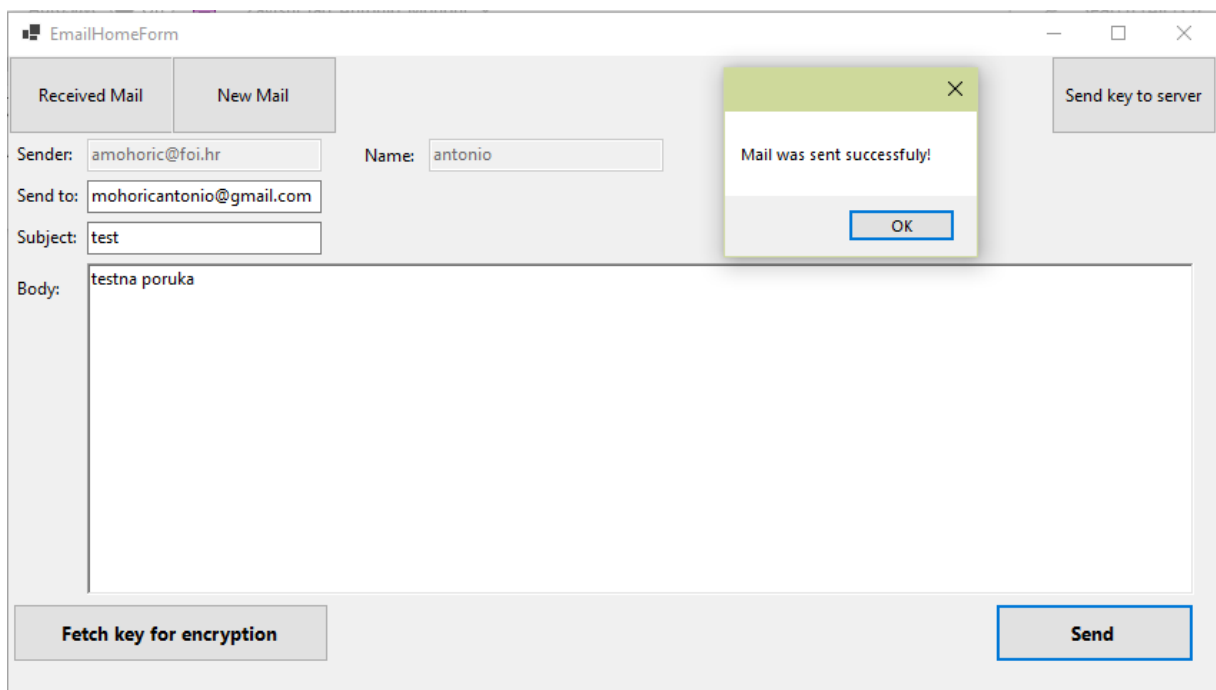 EmailHomeForm
Received Mail
New Mail
Send key to server
Mail was sent successfuly!
OK
Sender: amohoric@foi.hr
Name: antonio
Send to: mohoricantonio@gmail.com
Subject: test
Body: testna poruka
Fetch key for encryption
Send